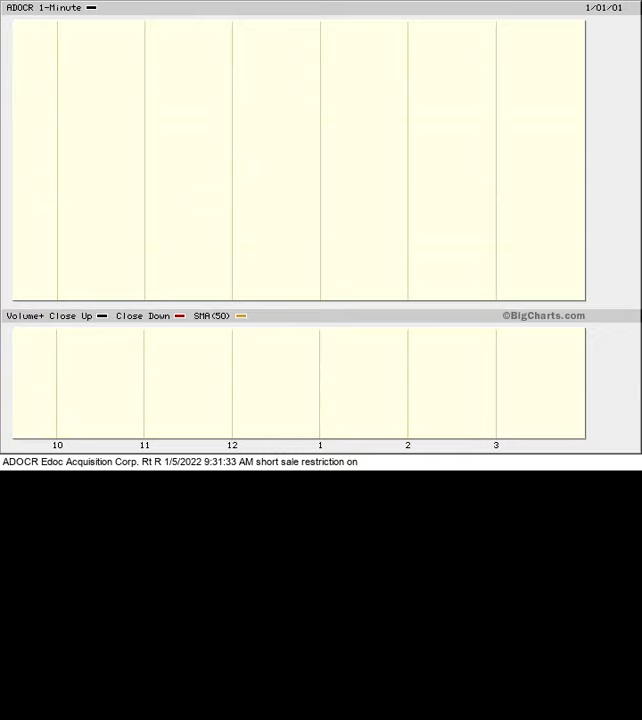 ADOCR 1-Minute 1/01/01
Volume+ Close Up Close Down SMA(50) ©BigCharts.com
10 11 12 1 2 3
ADOCR Edoc Acquisition Corp. Rt R 1/5/2022 9:31:33 AM short sale restriction on